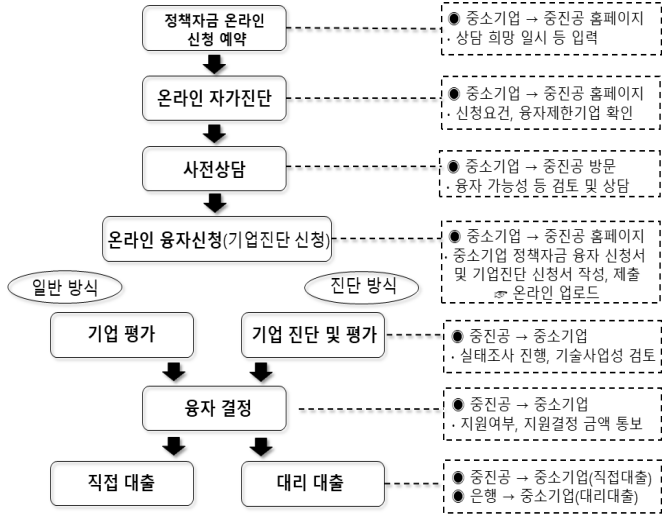 정책자금 온라인
신청 예약
◉ 중소기업 → 중진공 홈페이지
· 상담 희망 일시 등 입력
온라인 자가진단
◉ 중소기업 → 중진공 홈페이지
· 신청요건, 융자제한기업 확인
사전상담
◉ 중소기업 → 중진공 방문
· 융자 가능성 등 검토 및 상담
온라인 융자신청(기업진단 신청)
◉ 중소기업 → 중진공 홈페이지
· 중소기업 정책자금 융자 신청서
및 기업진단 신청서 작성, 제출
☞ 온라인 업로드
일반 방식
진단 방식
기업 평가
기업 진단 및 평가
◉ 중진공 → 중소기업
· 실태조사 진행, 기술사업성 검토
융자 결정
◉ 중진공 → 중소기업
· 지원여부, 지원결정 금액 통보
직접 대출
대리 대출
◉ 중진공 → 중소기업(직접대출)
◉ 은행 → 중소기업(대리대출)